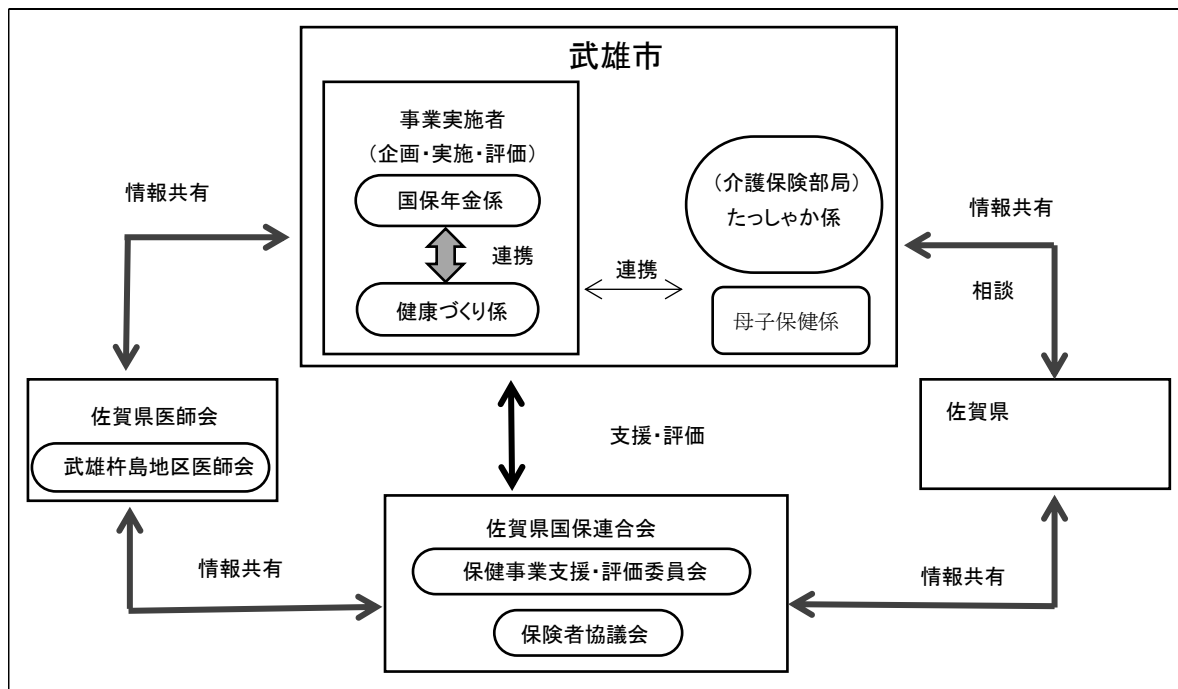 武雄市
事業実施者
(企画・実施・評価)
国保年金係
連携
健康づくり係
連携
(介護保険部局)
たっしゃか係
母子保健係
情報共有
情報共有
相談
佐賀県医師会
武雄杵島地区医師会
支援・評価
佐賀県
佐賀県国保連合会
保健事業支援・評価委員会
保険者協議会
情報共有
情報共有